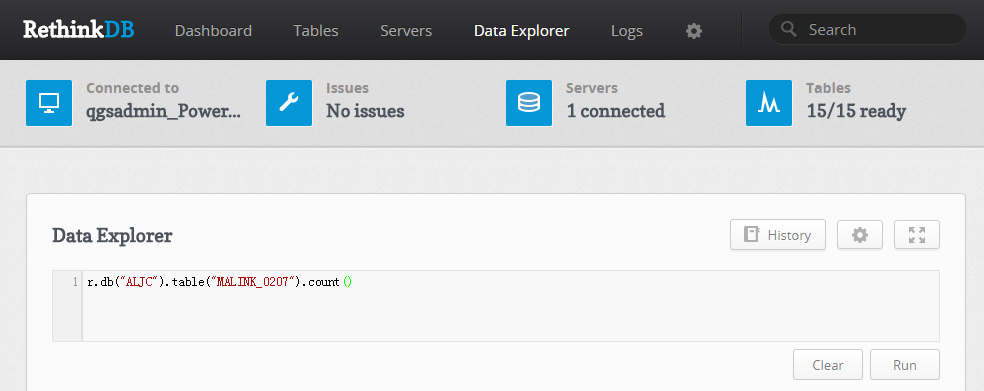 RethinkDB Dashboard Tables Servers Data Explorer Logs Search
Connected to Issues Servers Tables
qgsadmin_Power... No issues 1 connected 15/15 ready
Data Explorer History
1 r.db("ALJC").table("MALINK_0207").count()
Clear Run